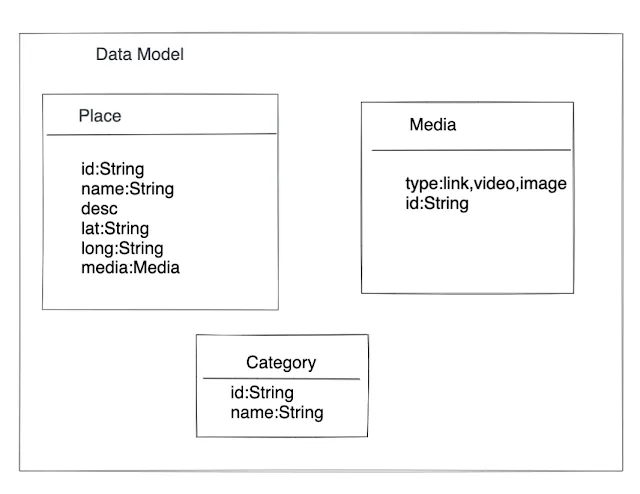 Data Model
Place
id:String
name:String
desc
lat:String
long:String
media:Media
Media
type:link,video,image
id:String
Category
id:String
name:String